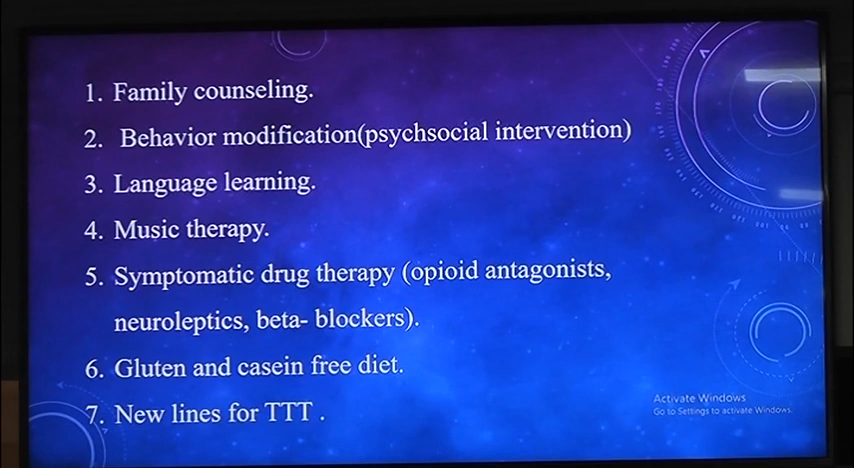 1. Family counseling.
2. Behavior modification(psychsocial intervention)
3. Language learning.
4. Music therapy.
5. Symptomatic drug therapy (opioid antagonists,
neuroleptics, beta- blockers).
6. Gluten and casein free diet.
7. New lines for TTT .
Activate Windows
Go to Settings to activate Windows.